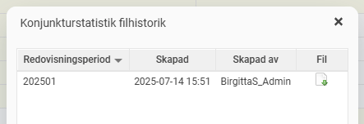 Konjunkturstatistik filhistorik
Redovisningsperiod Skapad Skapad av Fil
202501 2025-07-14 15:51 BirgittaS_Admin